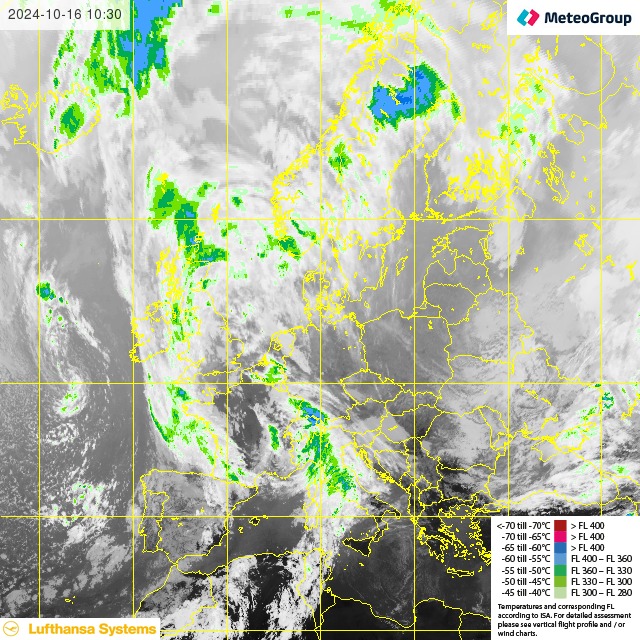 2024-10-16 10:30
MeteoGroup
<-70 till -70°C > FL 400
-70 till -65°C > FL 400
-65 till -60°C > FL 400
-60 till -55°C FL 400 – FL 360
-55 till -50°C FL 360 – FL 330
-50 till -45°C FL 330 – FL 300
-45 till -40°C FL 300 – FL 280
Temperatures and corresponding FL
according to ISA. For detailed assessment
please see vertical flight profile and / or
wind charts.
Lufthansa Systems